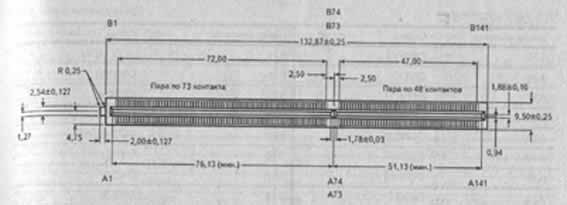 B74
B1 B73 B141
132,87±0,25
72,00 47,00
R 0,25
2,50
2,50
Пара по 73 контакта Пара по 48 контактов
1,88±0,10
2,54±0,127
9,50±0,25
1,27
4,75
2,00±0,127
1,78±0,03
0,94
76,13 (мин.) 51,13 (мин.)
A1 A74 A141
A73